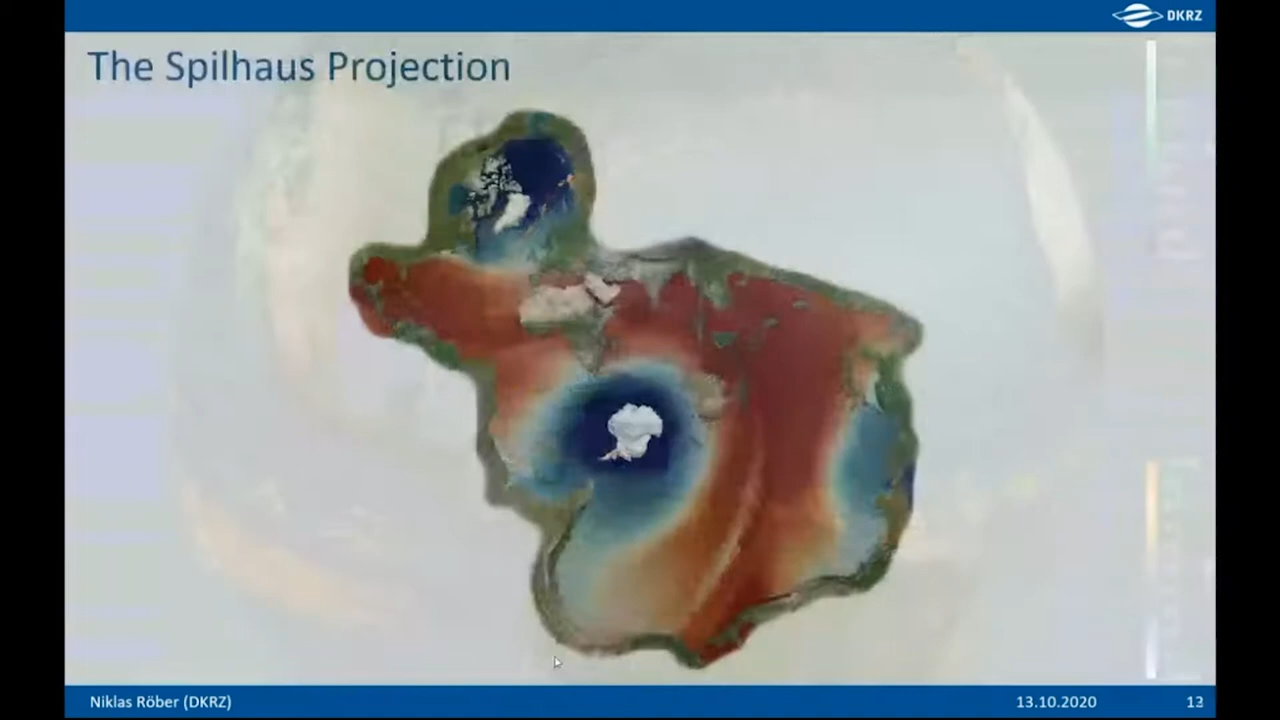 DKRZ
The Spilhaus Projection
Niklas Röber (DKRZ)
13.10.2020
13